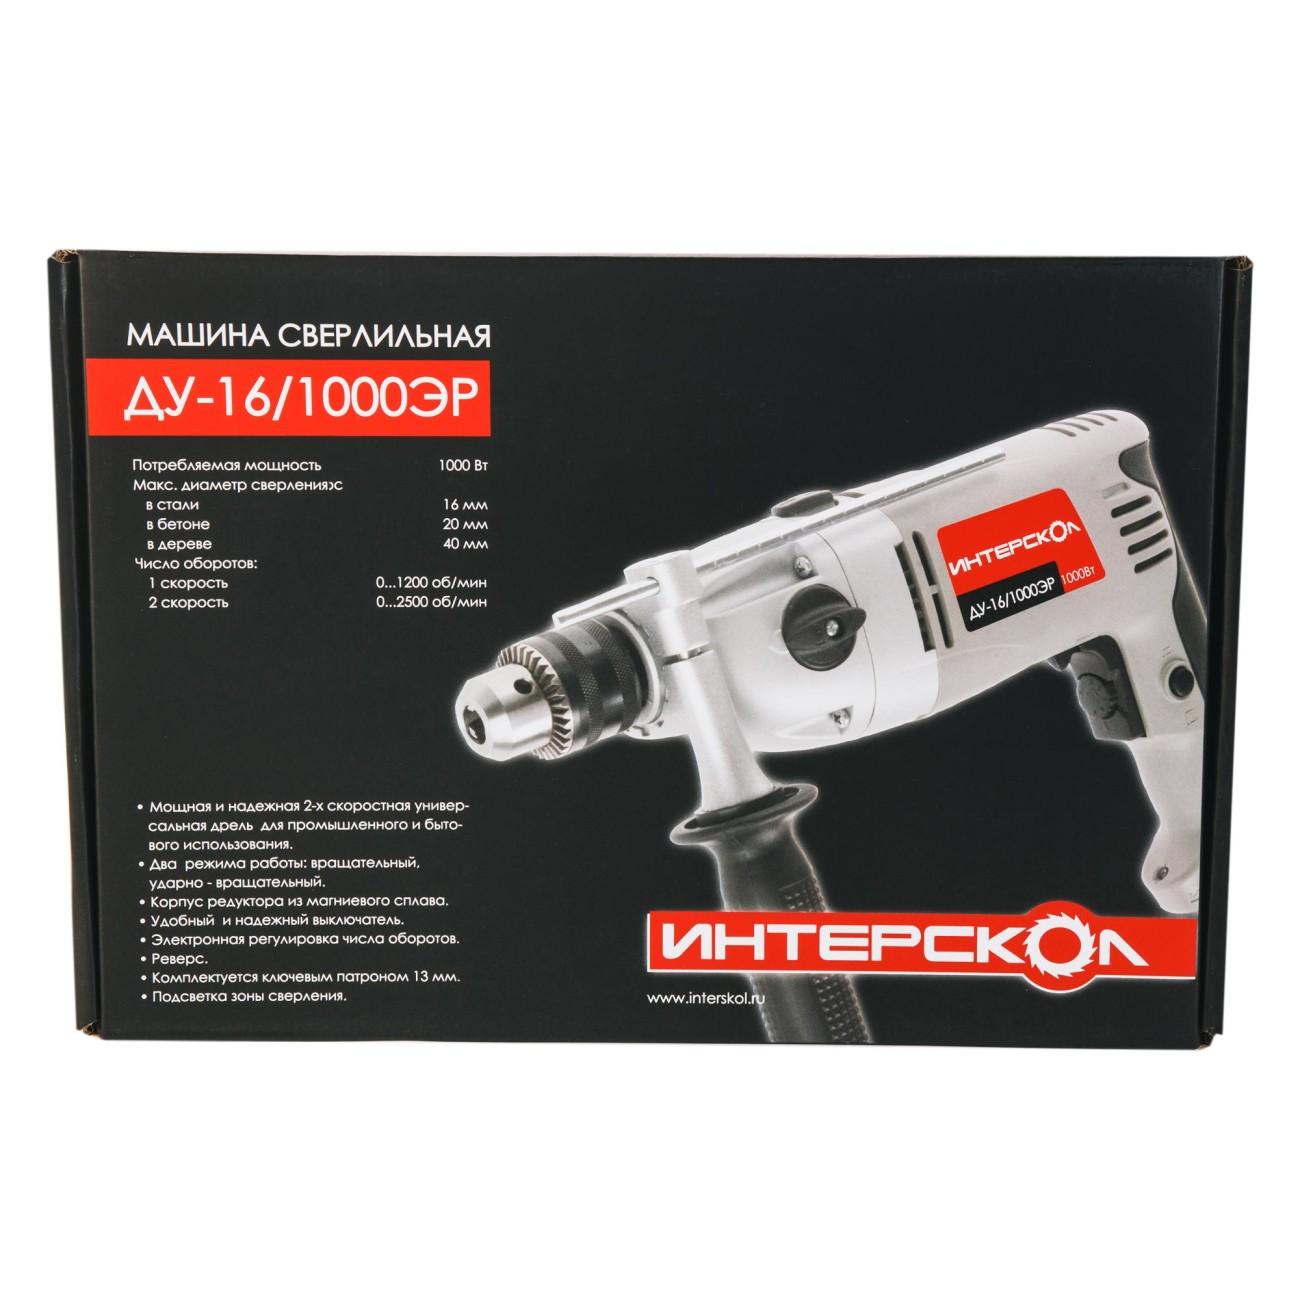 МАШИНА СВЕРЛИЛЬНАЯ
ДУ-16/1000ЭР
Потребляемая мощность 1000 Вт
Макс. диаметр сверления:с
в стали 16 мм
в бетоне 20 мм
в дереве 40 мм
Число оборотов:
1 скорость 0...1200 об/мин
2 скорость 0...2500 об/мин
ИНТЕРСКОЛ
ДУ-16/1000ЭР 1000Вт
• Мощная и надежная 2-х скоростная универ-
сальная дрель для промышленного и быто-
вого использования.
• Два режима работы: вращательный,
ударно - вращательный.
• Корпус редуктора из магниевого сплава.
• Удобный и надежный выключатель.
• Электронная регулировка числа оборотов.
• Реверс.
• Комплектуется ключевым патроном 13 мм.
• Подсветка зоны сверления.
ИНТЕРСКОЛ
www.interskol.ru